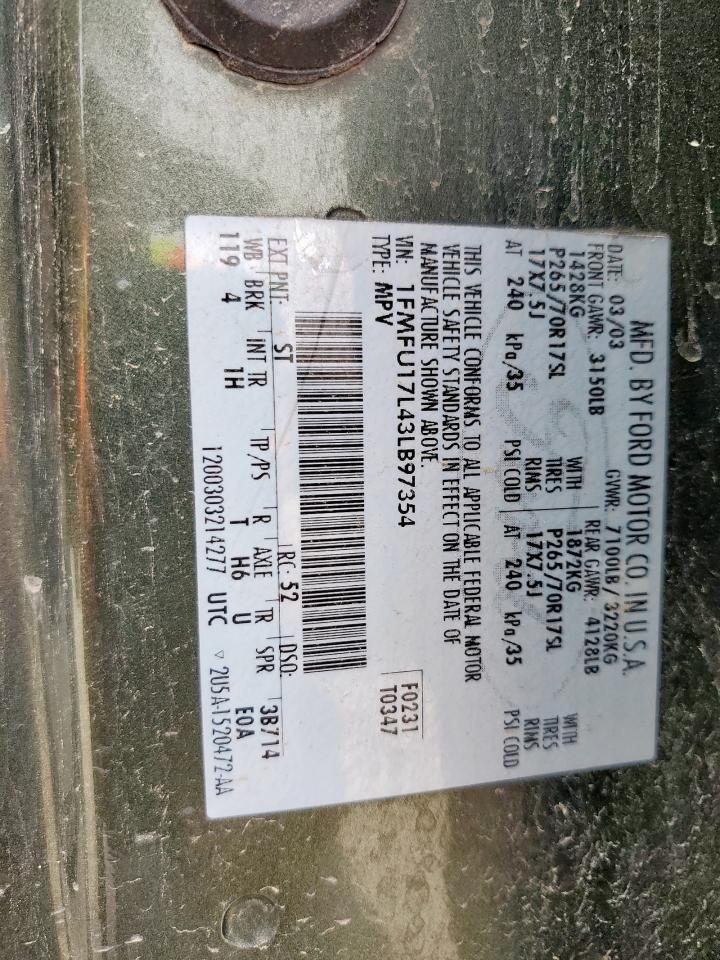 MFD. BY FORD MOTOR CO. IN U.S.A.
DATE: 03/03 GVWR: 7100LB / 3220KG
FRONT GAWR: 3150LB REAR GAWR: 4128LB
1428KG WITH 1872KG WITH
P265/70R17SL TIRES P265/70R17SL TIRES
17X7.5J RIMS 17X7.5J RIMS
AT 240 kPa/35 PSI COLD AT 240 kPa/35 PSI COLD
THIS VEHICLE CONFORMS TO ALL APPLICABLE FEDERAL MOTOR
VEHICLE SAFETY STANDARDS IN EFFECT ON THE DATE OF
MANUFACTURE SHOWN ABOVE.
VIN: 1FMFU17L43LB97354 F0231
TYPE: MPV T0347
EXT PNT: ST RC: 52 DSO:
WB BRK INT TR TP/PS R AXLE TR SPR 3B714
119 4 1H T H6 U E0A
1200303214277 UTC ▽ 2U5A-1520472-AA